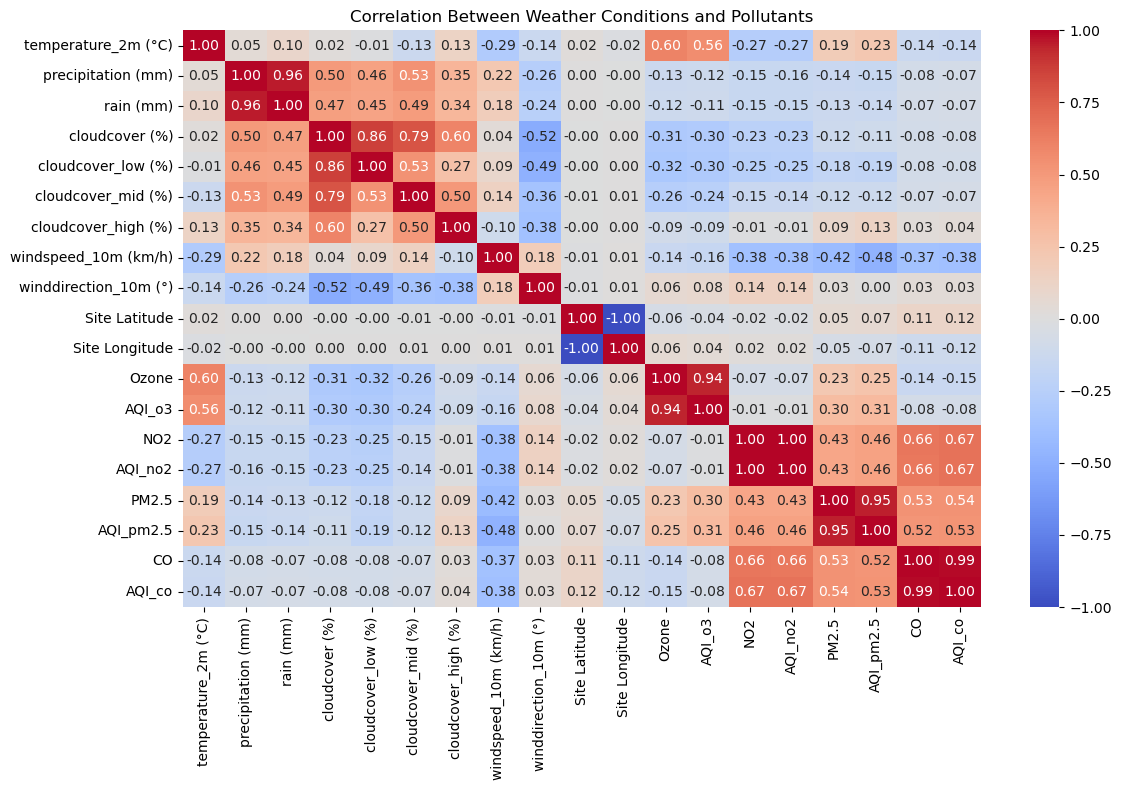 Correlation Between Weather Conditions and Pollutants
temperature_2m (°C) 1.00 0.05 0.10 0.02 -0.01 -0.13 0.13 -0.29 -0.14 0.02 -0.02 0.60 0.56 -0.27 -0.27 0.19 0.23 -0.14 -0.14
precipitation (mm) 0.05 1.00 0.96 0.50 0.46 0.53 0.35 0.22 -0.26 0.00 -0.00 -0.13 -0.12 -0.15 -0.16 -0.14 -0.15 -0.08 -0.07
rain (mm) 0.10 0.96 1.00 0.47 0.45 0.49 0.34 0.18 -0.24 0.00 -0.00 -0.12 -0.11 -0.15 -0.15 -0.13 -0.14 -0.07 -0.07
cloudcover (%) 0.02 0.50 0.47 1.00 0.86 0.79 0.60 0.04 -0.52 -0.00 0.00 -0.31 -0.30 -0.23 -0.23 -0.12 -0.11 -0.08 -0.08
cloudcover_low (%) -0.01 0.46 0.45 0.86 1.00 0.53 0.27 0.09 -0.49 -0.00 0.00 -0.32 -0.30 -0.25 -0.25 -0.18 -0.19 -0.08 -0.08
cloudcover_mid (%) -0.13 0.53 0.49 0.79 0.53 1.00 0.50 0.14 -0.36 -0.01 0.01 -0.26 -0.24 -0.15 -0.14 -0.12 -0.12 -0.07 -0.07
cloudcover_high (%) 0.13 0.35 0.34 0.60 0.27 0.50 1.00 -0.10 -0.38 -0.00 0.00 -0.09 -0.09 -0.01 -0.01 0.09 0.13 0.03 0.04
windspeed_10m (km/h) -0.29 0.22 0.18 0.04 0.09 0.14 -0.10 1.00 0.18 -0.01 0.01 -0.14 -0.16 -0.38 -0.38 -0.42 -0.48 -0.37 -0.38
winddirection_10m (°) -0.14 -0.26 -0.24 -0.52 -0.49 -0.36 -0.38 0.18 1.00 -0.01 0.01 0.06 0.08 0.14 0.14 0.03 0.00 0.03 0.03
Site Latitude 0.02 0.00 0.00 -0.00 -0.00 -0.01 -0.00 -0.01 -0.01 1.00 -1.00 -0.06 -0.04 -0.02 -0.02 0.05 0.07 0.11 0.12
Site Longitude -0.02 -0.00 -0.00 0.00 0.00 0.01 0.00 0.01 0.01 -1.00 1.00 0.06 0.04 0.02 0.02 -0.05 -0.07 -0.11 -0.12
Ozone 0.60 -0.13 -0.12 -0.31 -0.32 -0.26 -0.09 -0.14 0.06 -0.06 0.06 1.00 0.94 -0.07 -0.07 0.23 0.25 -0.14 -0.15
AQI_o3 0.56 -0.12 -0.11 -0.30 -0.30 -0.24 -0.09 -0.16 0.08 -0.04 0.04 0.94 1.00 -0.01 -0.01 0.30 0.31 -0.08 -0.08
NO2 -0.27 -0.15 -0.15 -0.23 -0.25 -0.15 -0.01 -0.38 0.14 -0.02 0.02 -0.07 -0.01 1.00 1.00 0.43 0.46 0.66 0.67
AQI_no2 -0.27 -0.16 -0.15 -0.23 -0.25 -0.14 -0.01 -0.38 0.14 -0.02 0.02 -0.07 -0.01 1.00 1.00 0.43 0.46 0.66 0.67
PM2.5 0.19 -0.14 -0.13 -0.12 -0.18 -0.12 0.09 -0.42 0.03 0.05 -0.05 0.23 0.30 0.43 0.43 1.00 0.95 0.53 0.54
AQI_pm2.5 0.23 -0.15 -0.14 -0.11 -0.19 -0.12 0.13 -0.48 0.00 0.07 -0.07 0.25 0.31 0.46 0.46 0.95 1.00 0.52 0.53
CO -0.14 -0.08 -0.07 -0.08 -0.08 -0.07 0.03 -0.37 0.03 0.11 -0.11 -0.14 -0.08 0.66 0.66 0.53 0.52 1.00 0.99
AQI_co -0.14 -0.07 -0.07 -0.08 -0.08 -0.07 0.04 -0.38 0.03 0.12 -0.12 -0.15 -0.08 0.67 0.67 0.54 0.53 0.99 1.00
temperature_2m (°C)
precipitation (mm)
rain (mm)
cloudcover (%)
cloudcover_low (%)
cloudcover_mid (%)
cloudcover_high (%)
windspeed_10m (km/h)
winddirection_10m (°)
Site Latitude
Site Longitude
Ozone
AQI_o3
NO2
AQI_no2
PM2.5
AQI_pm2.5
CO
AQI_co
1.00
0.75
0.50
0.25
0.00
−0.25
−0.50
−0.75
−1.00